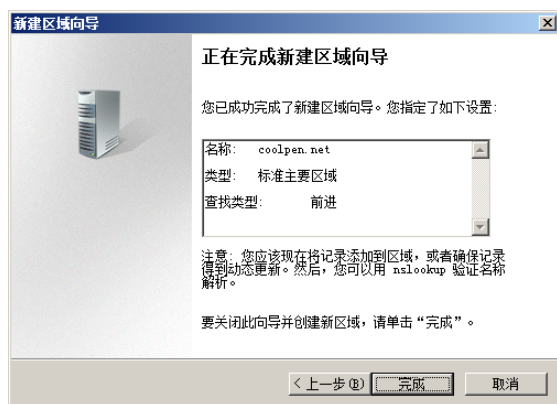 新建区域向导
正在完成新建区域向导
您已成功完成了新建区域向导。您指定了如下设置:
名称: coolpen.net
类型: 标准主要区域
查找类型: 前进
注意: 您应该现在将记录添加到区域，或者确保记录
得到动态更新。然后，您可以用 nslookup 验证名称
解析。
要关闭此向导并创建新区域，请单击“完成”。
< 上一步(B) 完成 取消